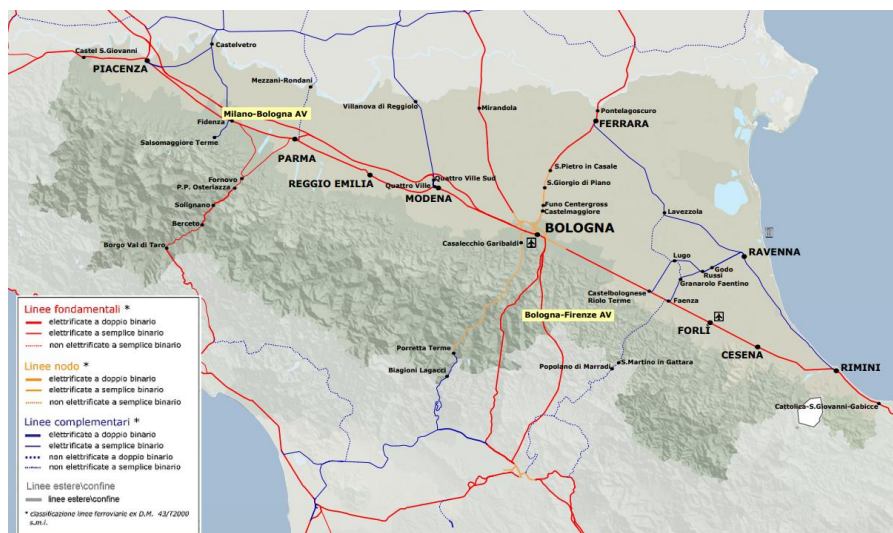 Castelvetro
Castel S.Giovanni
PIACENZA
Mezzani-Rondani
Villanova di Reggiolo
Mirandola
Pontelagoscuro
FERRARA
Milano-Bologna AV
Fidenza
Salsomaggiore Terme
PARMA
S.Pietro in Casale
Fornovo
P.P. Osteriazza
REGGIO EMILIA
Quattro Ville Sud
Quattro Ville
MODENA
S.Giorgio di Piano
Solignano
Funo Centergross
Castelmaggiore
Lavezzola
Berceto
BOLOGNA
Borgo Val di Taro
Casalecchio Garibaldi
Lugo
RAVENNA
Godo
Russi
Granarolo Faentino
Castelbolognese
Riolo Terme
Faenza
Linee fondamentali *
elettrificate a doppio binario
elettrificate a semplice binario
non elettrificate a semplice binario
Bologna-Firenze AV
FORLÌ
CESENA
Porretta Terme
Biagioni Lagacci
Popolano di Marradi
S.Martino in Gattara
RIMINI
Cattolica-S.Giovanni-Gabicce
Linee nodo *
elettrificate a doppio binario
elettrificate a semplice binario
non elettrificate a semplice binario
Linee complementari *
elettrificate a doppio binario
elettrificate a semplice binario
non elettrificate a doppio binario
non elettrificate a semplice binario
Linee estere\confine
linee estere\confine
* classificazione linee ferroviarie ex D.M. 43/T2000
s.m.i.